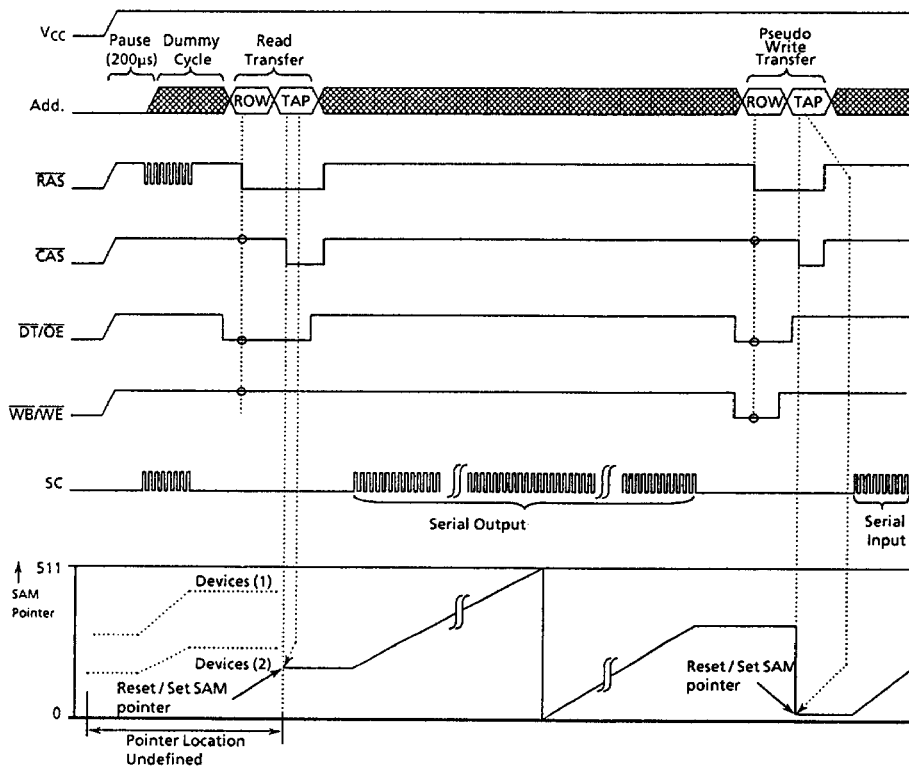 VCC
Pause
(200μs)
Dummy
Cycle
Read
Transfer
Pseudo
Write
Transfer
Add.
ROW
TAP
ROW
TAP
RAS
CAS
DT/OE
WB/WE
SC
Serial Output
Serial
Input
511
SAM
Pointer
Devices (1)
Devices (2)
Reset / Set SAM
pointer
Reset / Set SAM
pointer
0
Pointer Location
Undefined